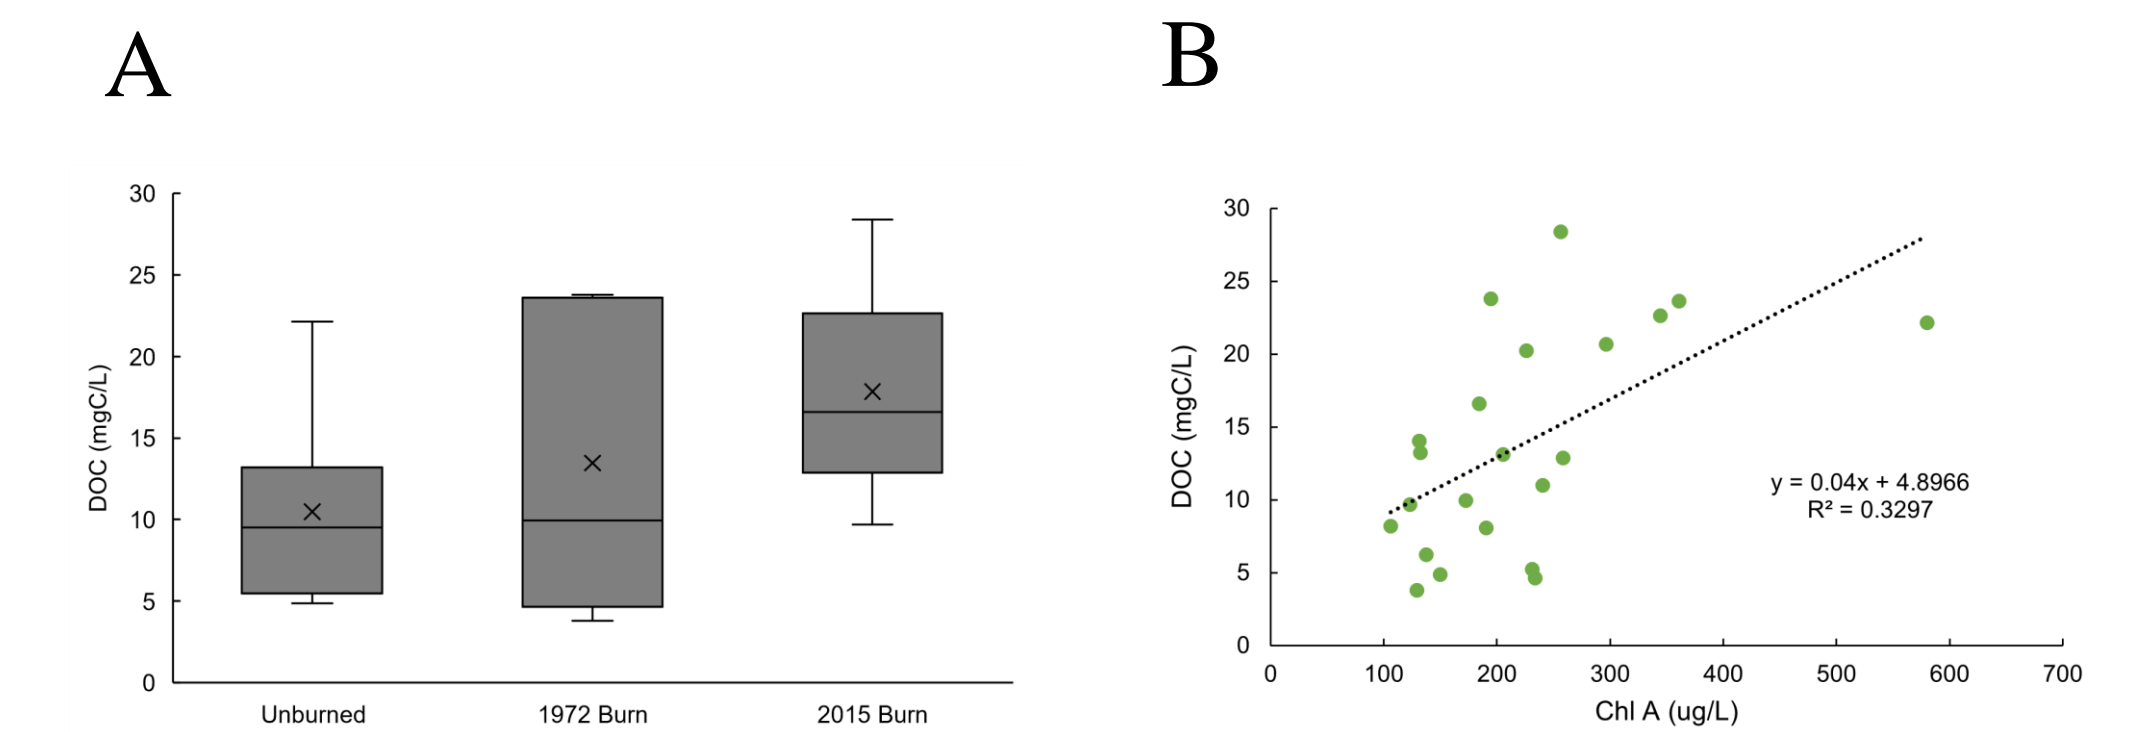 A
B
30
25
20
15
10
5
0
DOC (mgC/L)
Unburned
1972 Burn
2015 Burn
30
25
20
15
10
5
0
DOC (mgC/L)
y = 0.04x + 4.8966
R² = 0.3297
0 100 200 300 400 500 600 700
Chl A (ug/L)